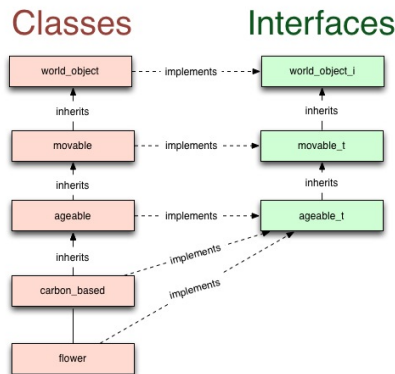 Classes Interfaces
world_object implements world_object_i
inherits inherits
movable implements movable_t
inherits inherits
ageable implements ageable_t
inherits implements
carbon_based implements
flower